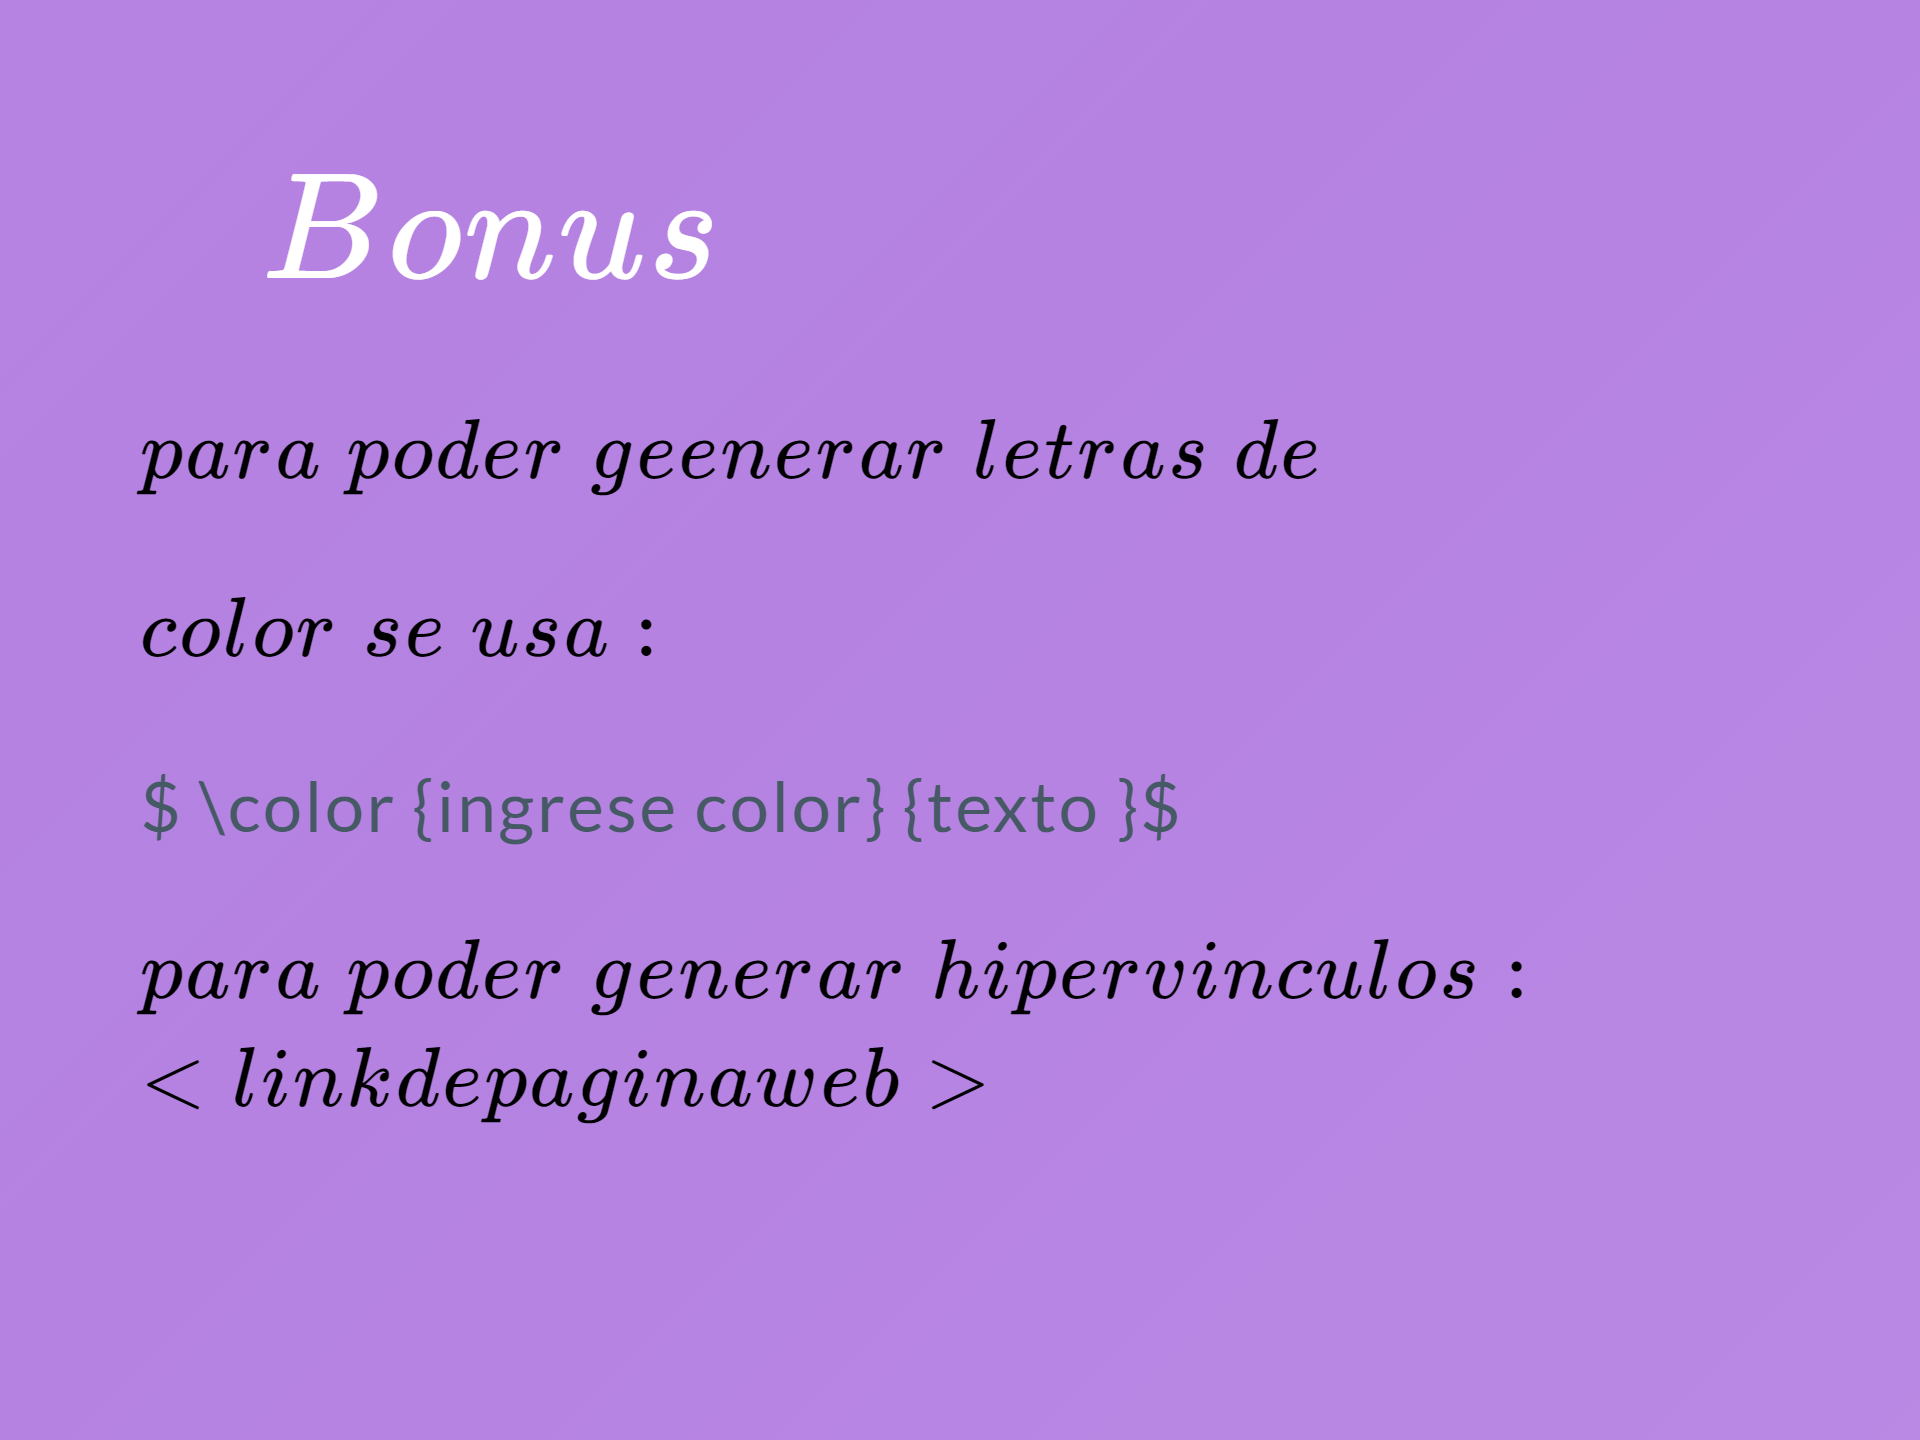 Bonus
para poder geenerar letras de
color se usa :
$ \color {ingrese color} {texto }$
para poder generar hipervinculos :
< linkdepaginaweb >